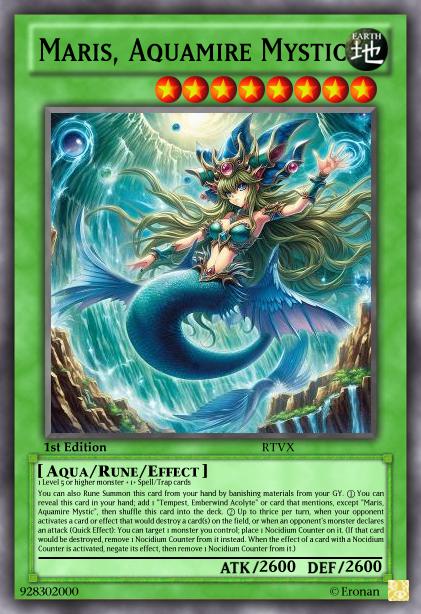 Maris, Aquamire Mystic
EARTH
地
1st Edition
RTVX
[ Aqua/Rune/Effect ]
1 Level 5 or higher monster + 1+ Spell/Trap cards
You can also Rune Summon this card from your hand by banishing materials from your GY. ① You can
reveal this card in your hand; add 1 "Tempest, Emberwind Acolyte" or card that mentions, except "Maris,
Aquamire Mystic", then shuffle this card into the deck. ② Up to thrice per turn, when your opponent
activates a card or effect that would destroy a card(s) on the field, or when an opponent's monster declares
an attack (Quick Effect): You can target 1 monster you control; place 1 Nocidium Counter on it. (If that card
would be destroyed, remove 1 Nocidium Counter from it instead. When the effect of a card with a Nocidium
Counter is activated, negate its effect, then remove 1 Nocidium Counter from it.)
ATK/2600 DEF/2600
928302000
© Eronan